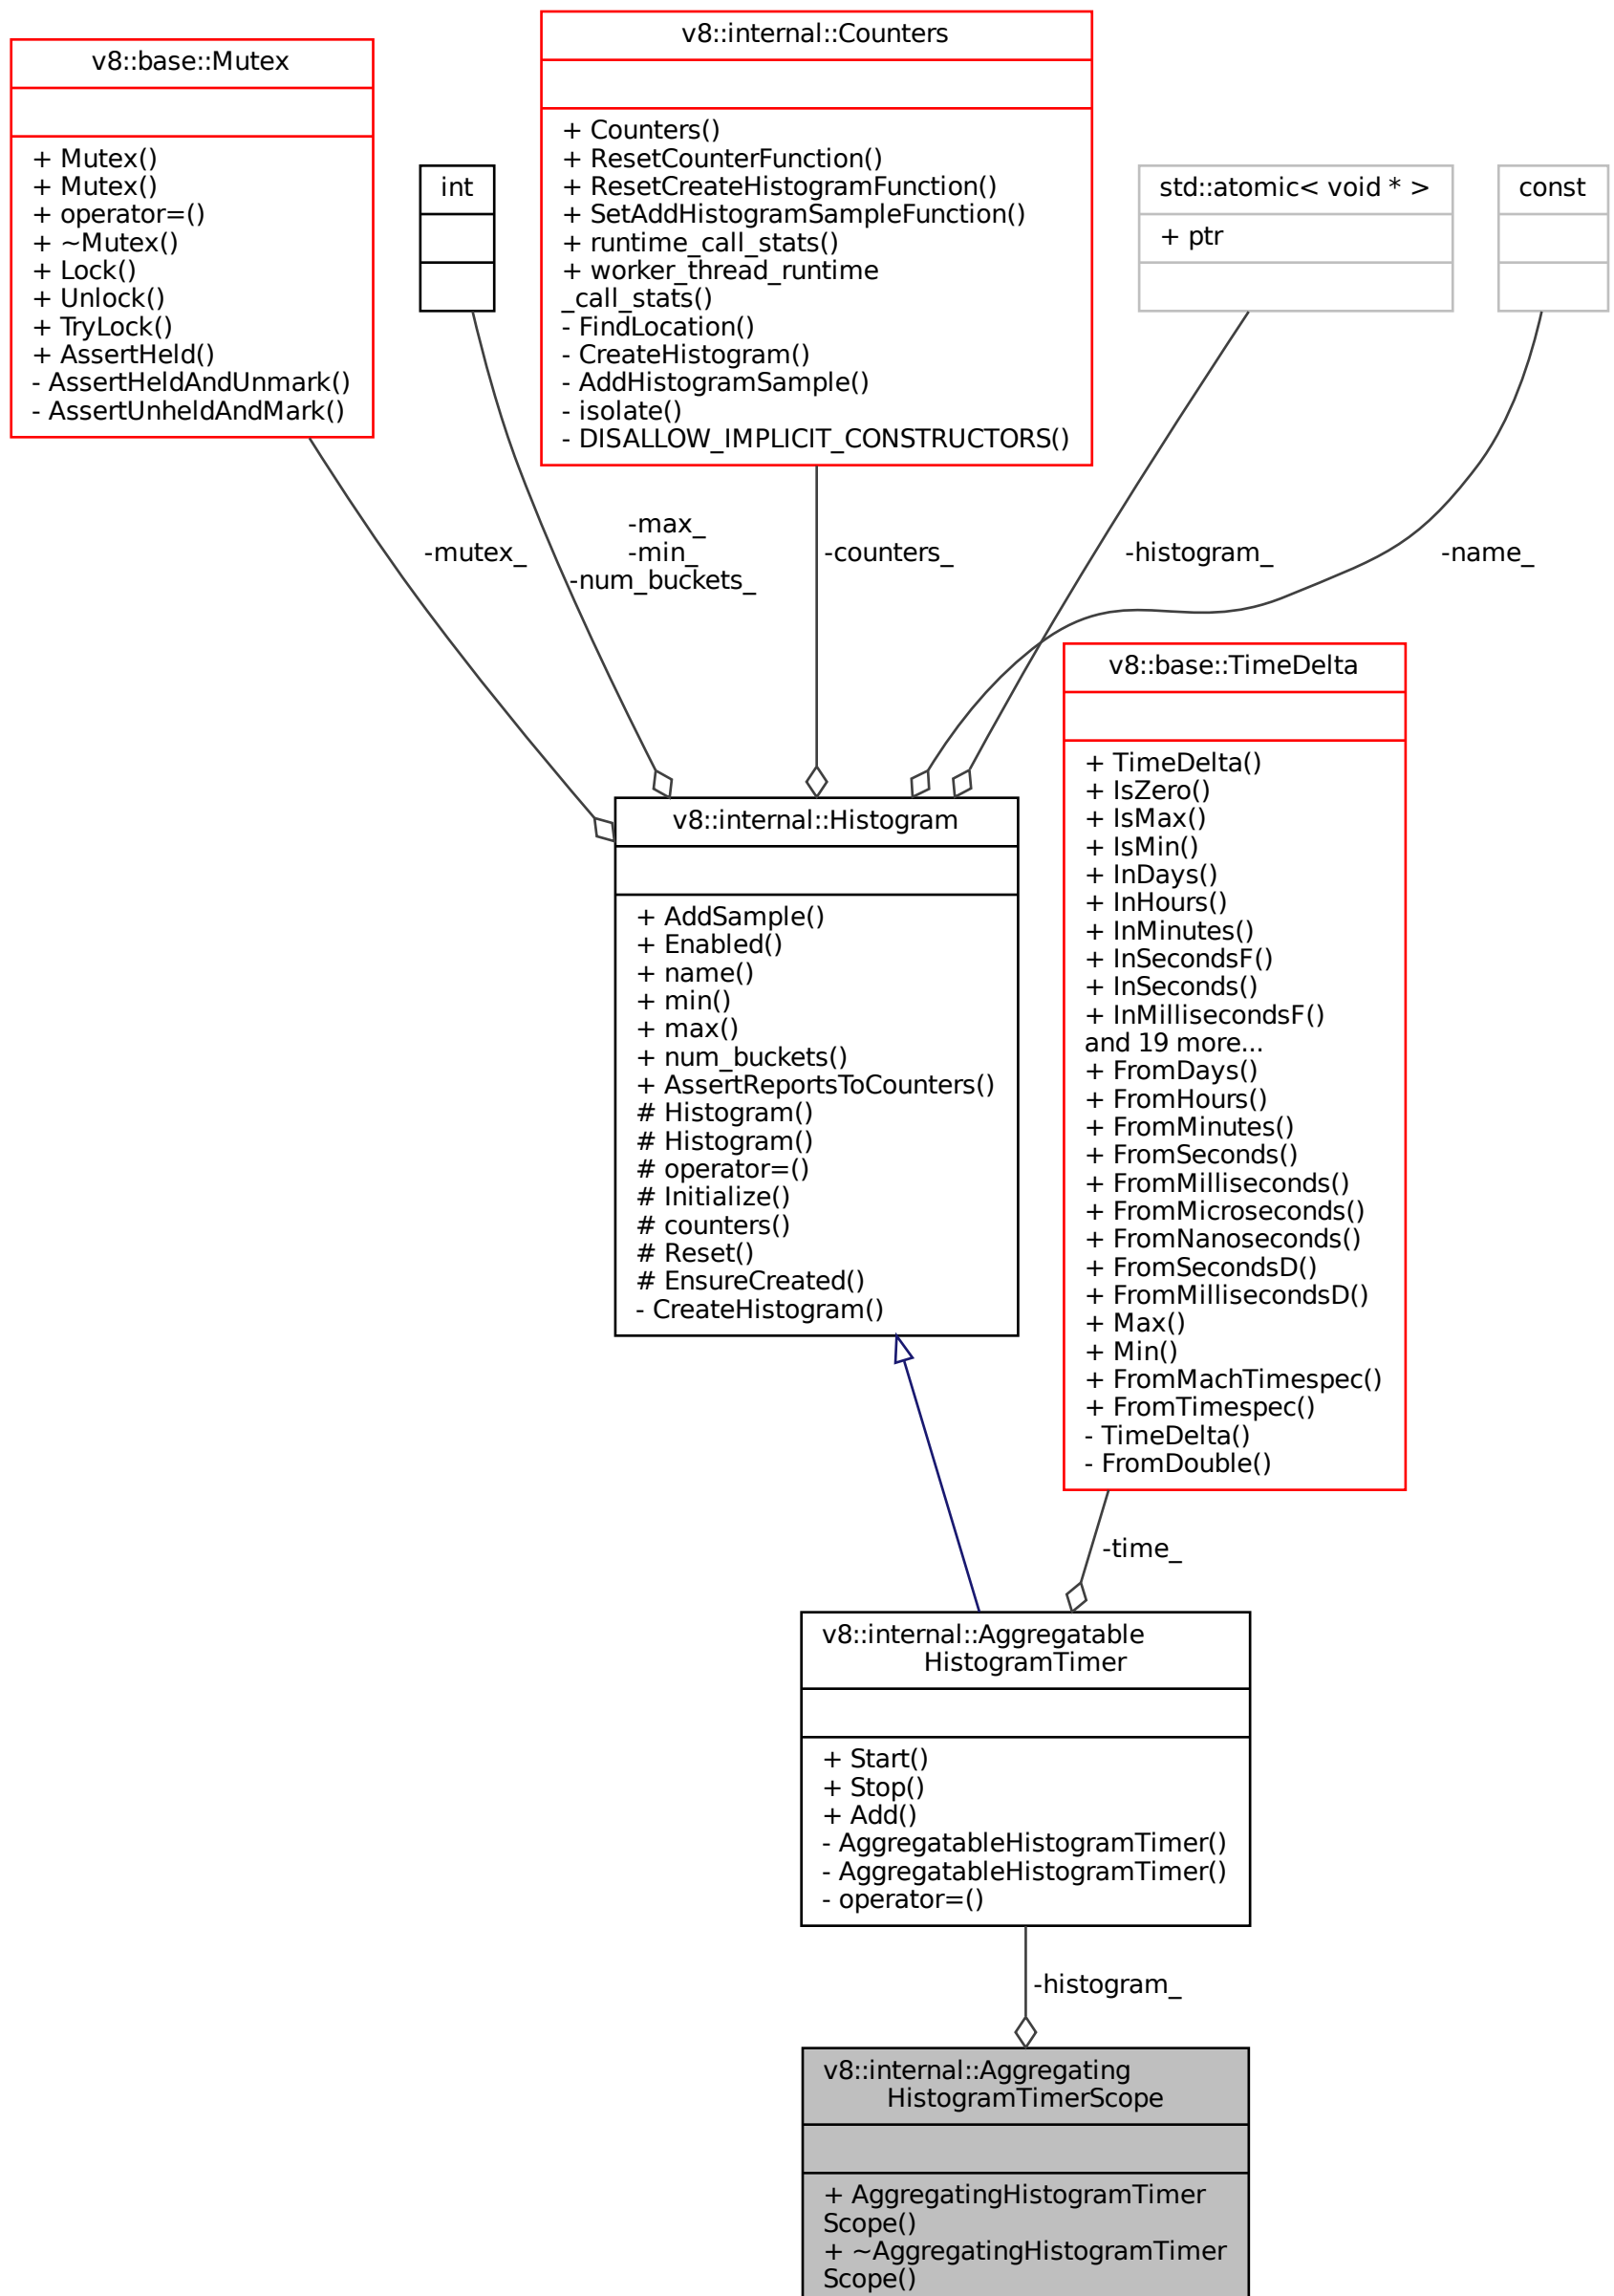 v8::base::Mutex
+ Mutex()
+ Mutex()
+ operator=()
+ ~Mutex()
+ Lock()
+ Unlock()
+ TryLock()
+ AssertHeld()
- AssertHeldAndUnmark()
- AssertUnheldAndMark()
int
v8::internal::Counters
+ Counters()
+ ResetCounterFunction()
+ ResetCreateHistogramFunction()
+ SetAddHistogramSampleFunction()
+ runtime_call_stats()
+ worker_thread_runtime
_call_stats()
- FindLocation()
- CreateHistogram()
- AddHistogramSample()
- isolate()
- DISALLOW_IMPLICIT_CONSTRUCTORS()
std::atomic< void * >
+ ptr
const
-mutex_
-max_
-min_
-num_buckets_
-counters_
-histogram_
-name_
v8::internal::Histogram
+ AddSample()
+ Enabled()
+ name()
+ min()
+ max()
+ num_buckets()
+ AssertReportsToCounters()
# Histogram()
# Histogram()
# operator=()
# Initialize()
# counters()
# Reset()
# EnsureCreated()
- CreateHistogram()
v8::base::TimeDelta
+ TimeDelta()
+ IsZero()
+ IsMax()
+ IsMin()
+ InDays()
+ InHours()
+ InMinutes()
+ InSecondsF()
+ InSeconds()
+ InMillisecondsF()
and 19 more...
+ FromDays()
+ FromHours()
+ FromMinutes()
+ FromSeconds()
+ FromMilliseconds()
+ FromMicroseconds()
+ FromNanoseconds()
+ FromSecondsD()
+ FromMillisecondsD()
+ Max()
+ Min()
+ FromMachTimespec()
+ FromTimespec()
- TimeDelta()
- FromDouble()
-time_
v8::internal::Aggregatable
HistogramTimer
+ Start()
+ Stop()
+ Add()
- AggregatableHistogramTimer()
- AggregatableHistogramTimer()
- operator=()
-histogram_
v8::internal::Aggregating
HistogramTimerScope
+ AggregatingHistogramTimer
Scope()
+ ~AggregatingHistogramTimer
Scope()